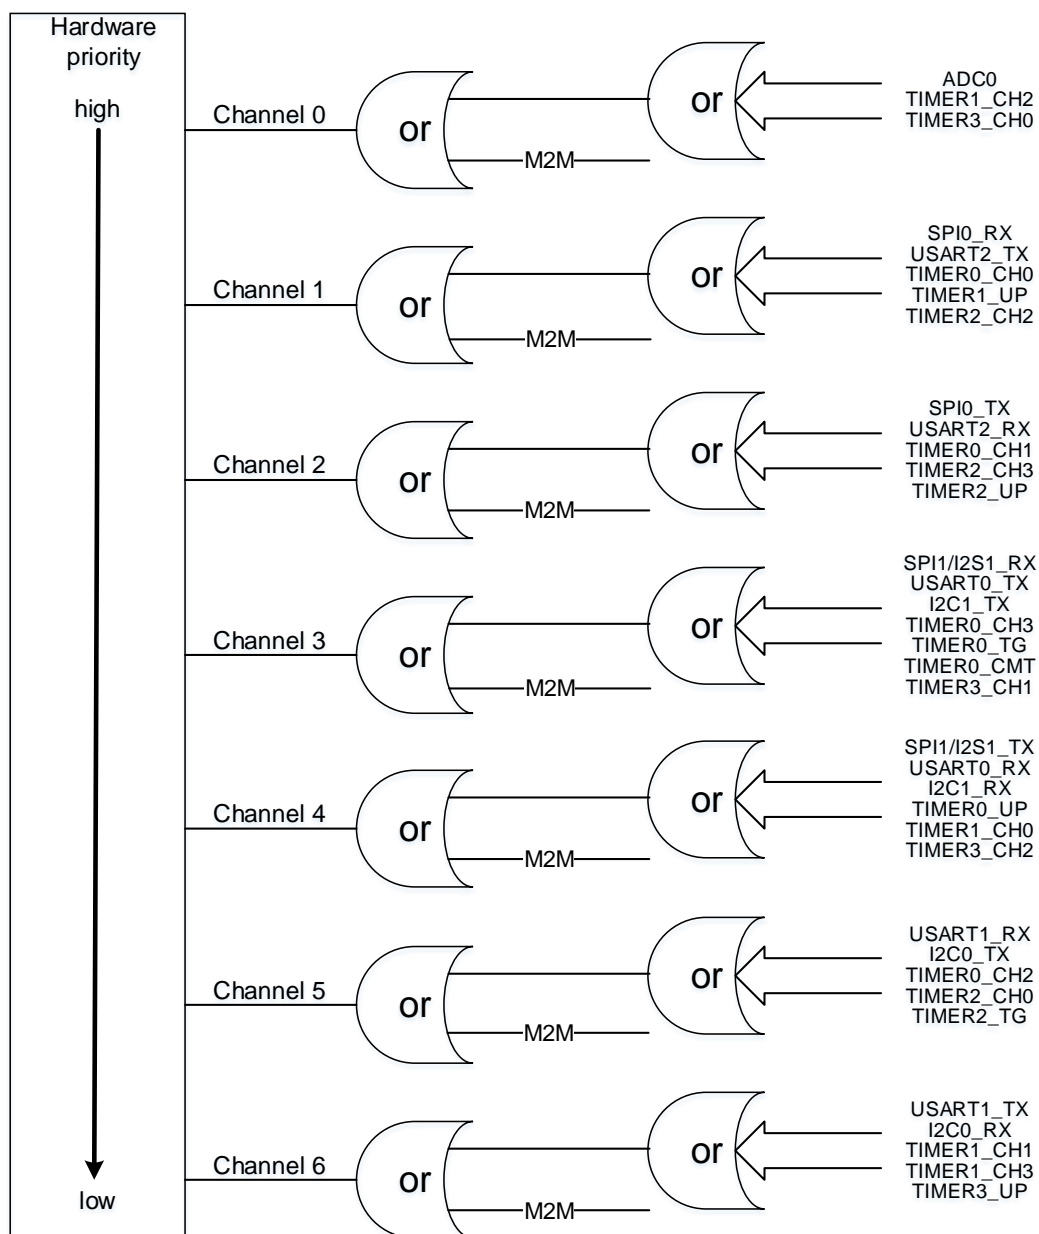 Hardware
priority
high
Channel 0
or
M2M
or
ADC0
TIMER1_CH2
TIMER3_CH0
Channel 1
or
M2M
or
SPI0_RX
USART2_TX
TIMER0_CH0
TIMER1_UP
TIMER2_CH2
Channel 2
or
M2M
or
SPI0_TX
USART2_RX
TIMER0_CH1
TIMER2_CH3
TIMER2_UP
Channel 3
or
M2M
or
SPI1/I2S1_RX
USART0_TX
I2C1_TX
TIMER0_CH3
TIMER0_TG
TIMER0_CMT
TIMER3_CH1
Channel 4
or
M2M
or
SPI1/I2S1_TX
USART0_RX
I2C1_RX
TIMER0_UP
TIMER1_CH0
TIMER3_CH2
Channel 5
or
M2M
or
USART1_RX
I2C0_TX
TIMER0_CH2
TIMER2_CH0
TIMER2_TG
Channel 6
or
M2M
or
USART1_TX
I2C0_RX
TIMER1_CH1
TIMER1_CH3
TIMER3_UP
low